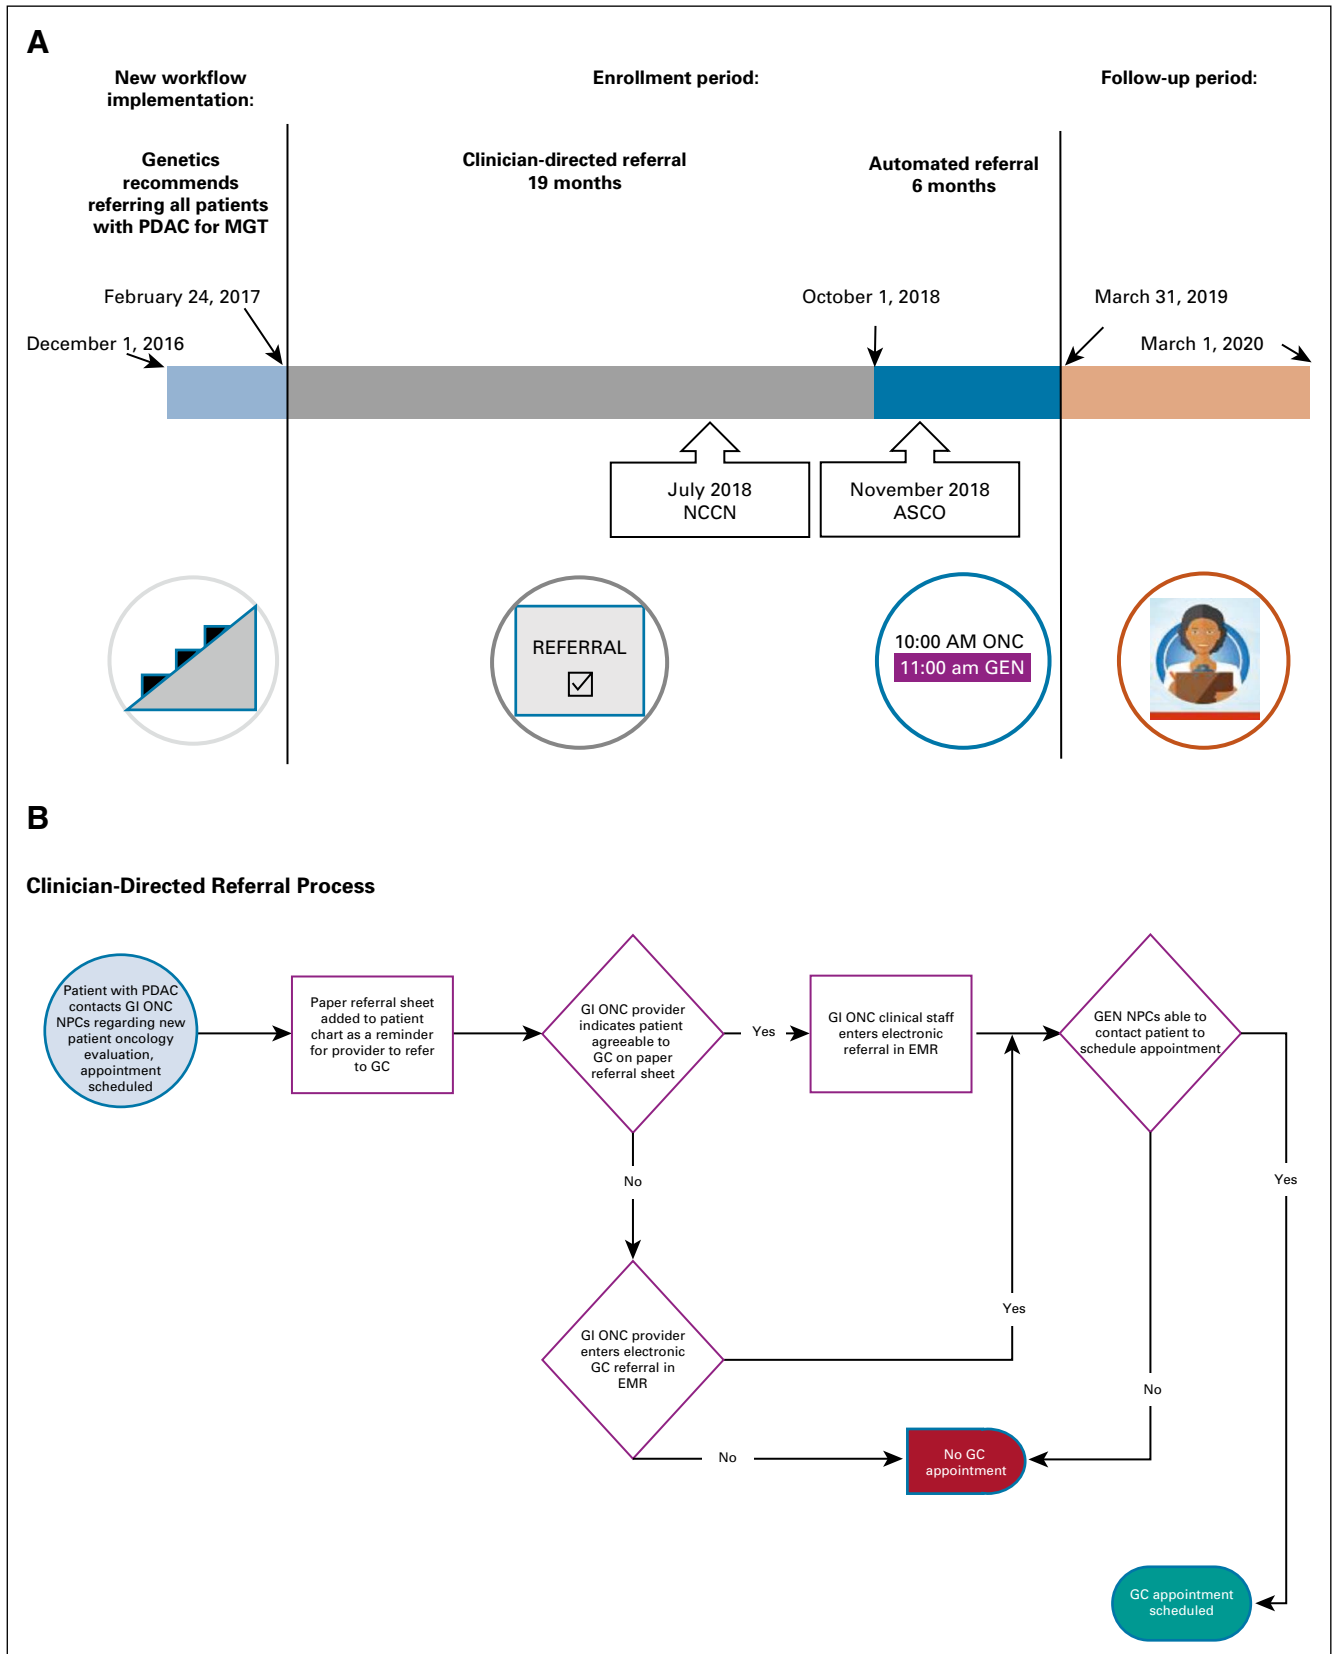 A
New workflow
implementation:
Enrollment period:
Follow-up period:
Genetics
recommends
referring all patients
with PDAC for MGT
Clinician-directed referral
19 months
Automated referral
6 months
February 24, 2017
October 1, 2018
March 31, 2019
December 1, 2016
March 1, 2020
July 2018
NCCN
November 2018
ASCO
REFERRAL
10:00 AM ONC
11:00 am GEN
B
Clinician-Directed Referral Process
Patient with PDAC
contacts GI ONC
NPCs regarding new
patient oncology
evaluation,
appointment
scheduled
Paper referral sheet
added to patient
chart as a reminder
for provider to refer
to GC
GI ONC provider
indicates patient
agreeable to
GC on paper
referral sheet
Yes
GI ONC clinical staff
enters electronic
referral in EMR
GEN NPCs able to
contact patient to
schedule appointment
No
Yes
GI ONC provider
enters electronic
GC referral in
EMR
Yes
No
No
No GC
appointment
GC appointment
scheduled